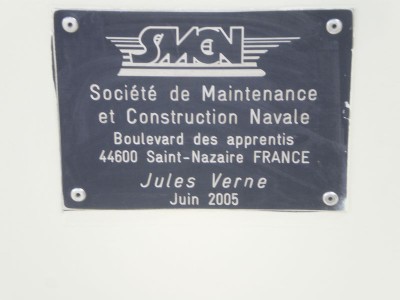 SMCN
Société de Maintenance
et Construction Navale
Boulevard des apprentis
44600 Saint-Nazaire FRANCE
Jules Verne
Juin 2005